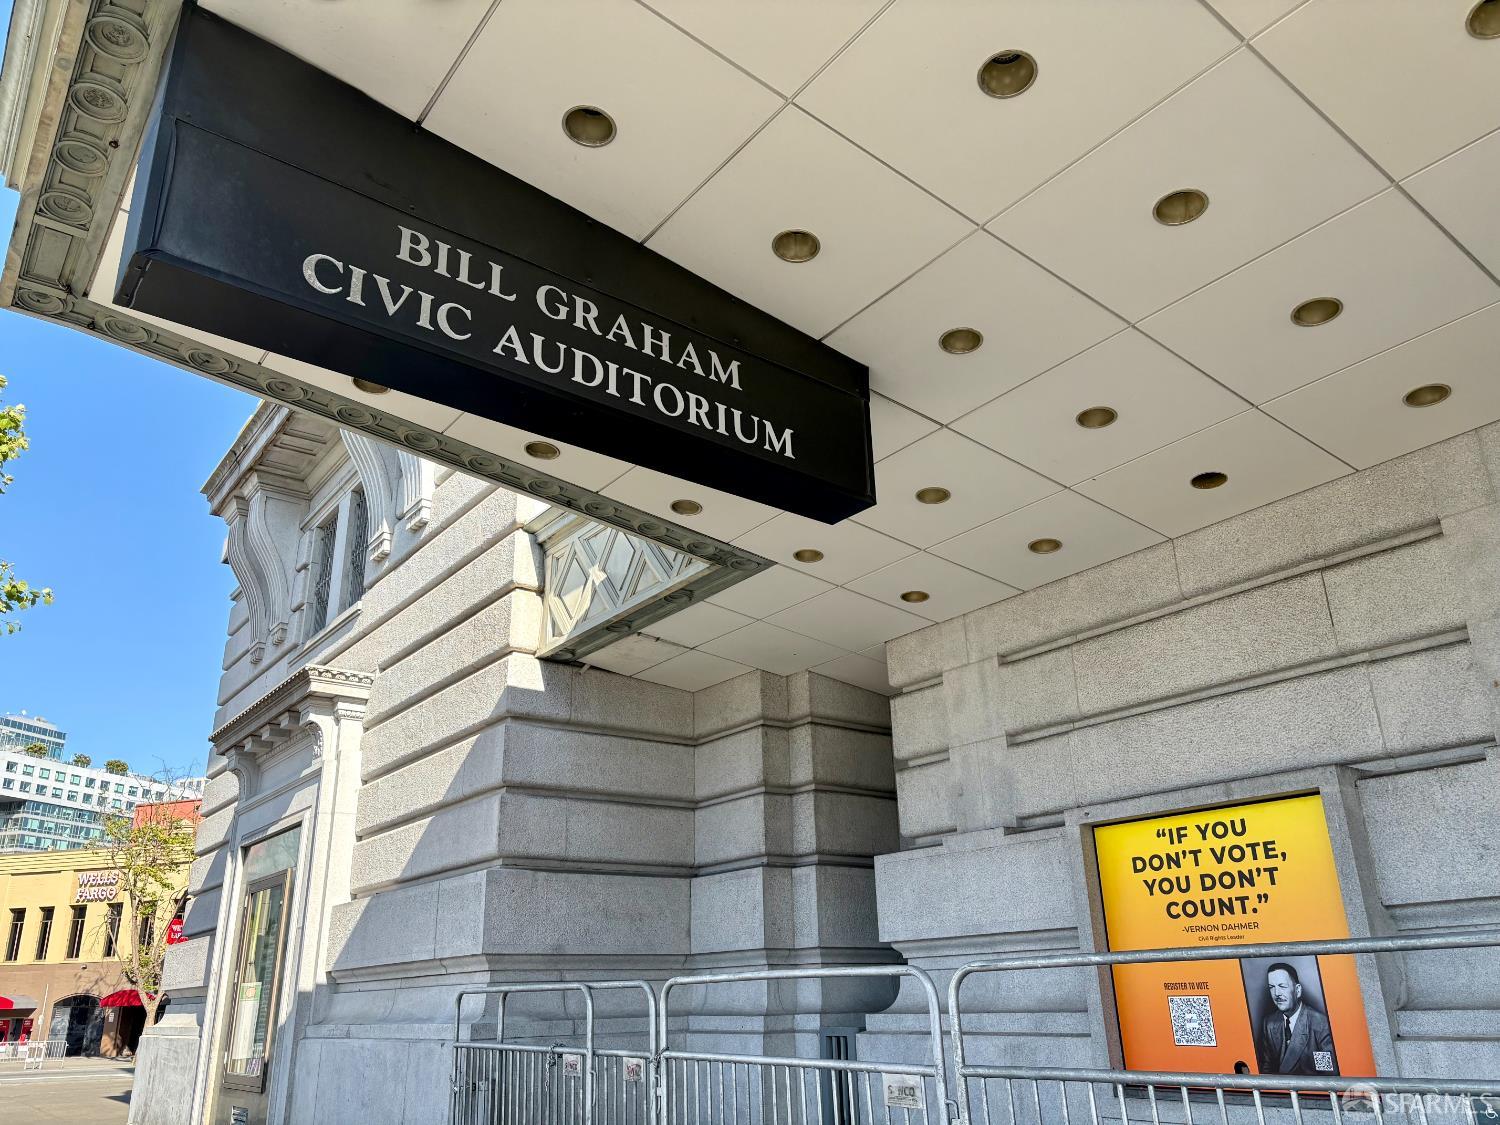 BILL GRAHAM
CIVIC AUDITORIUM
WELLS
FARGO
"IF YOU
DON'T VOTE,
YOU DON'T
COUNT."
-VERNON DAHMER
Civil Rights Leader
REGISTER TO VOTE
SFARMLS